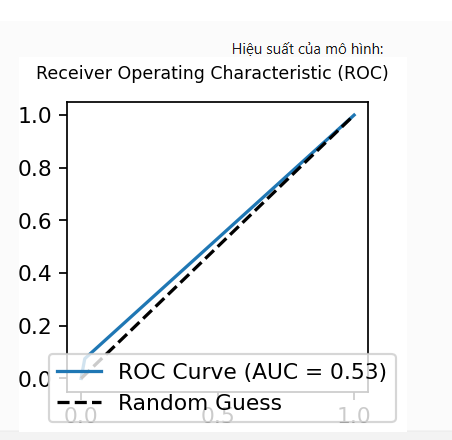 Hiệu suất của mô hình:
Receiver Operating Characteristic (ROC)
1.0
0.8
0.6
0.4
0.2
0.0
ROC Curve (AUC = 0.53)
Random Guess
0.0 0.5 1.0